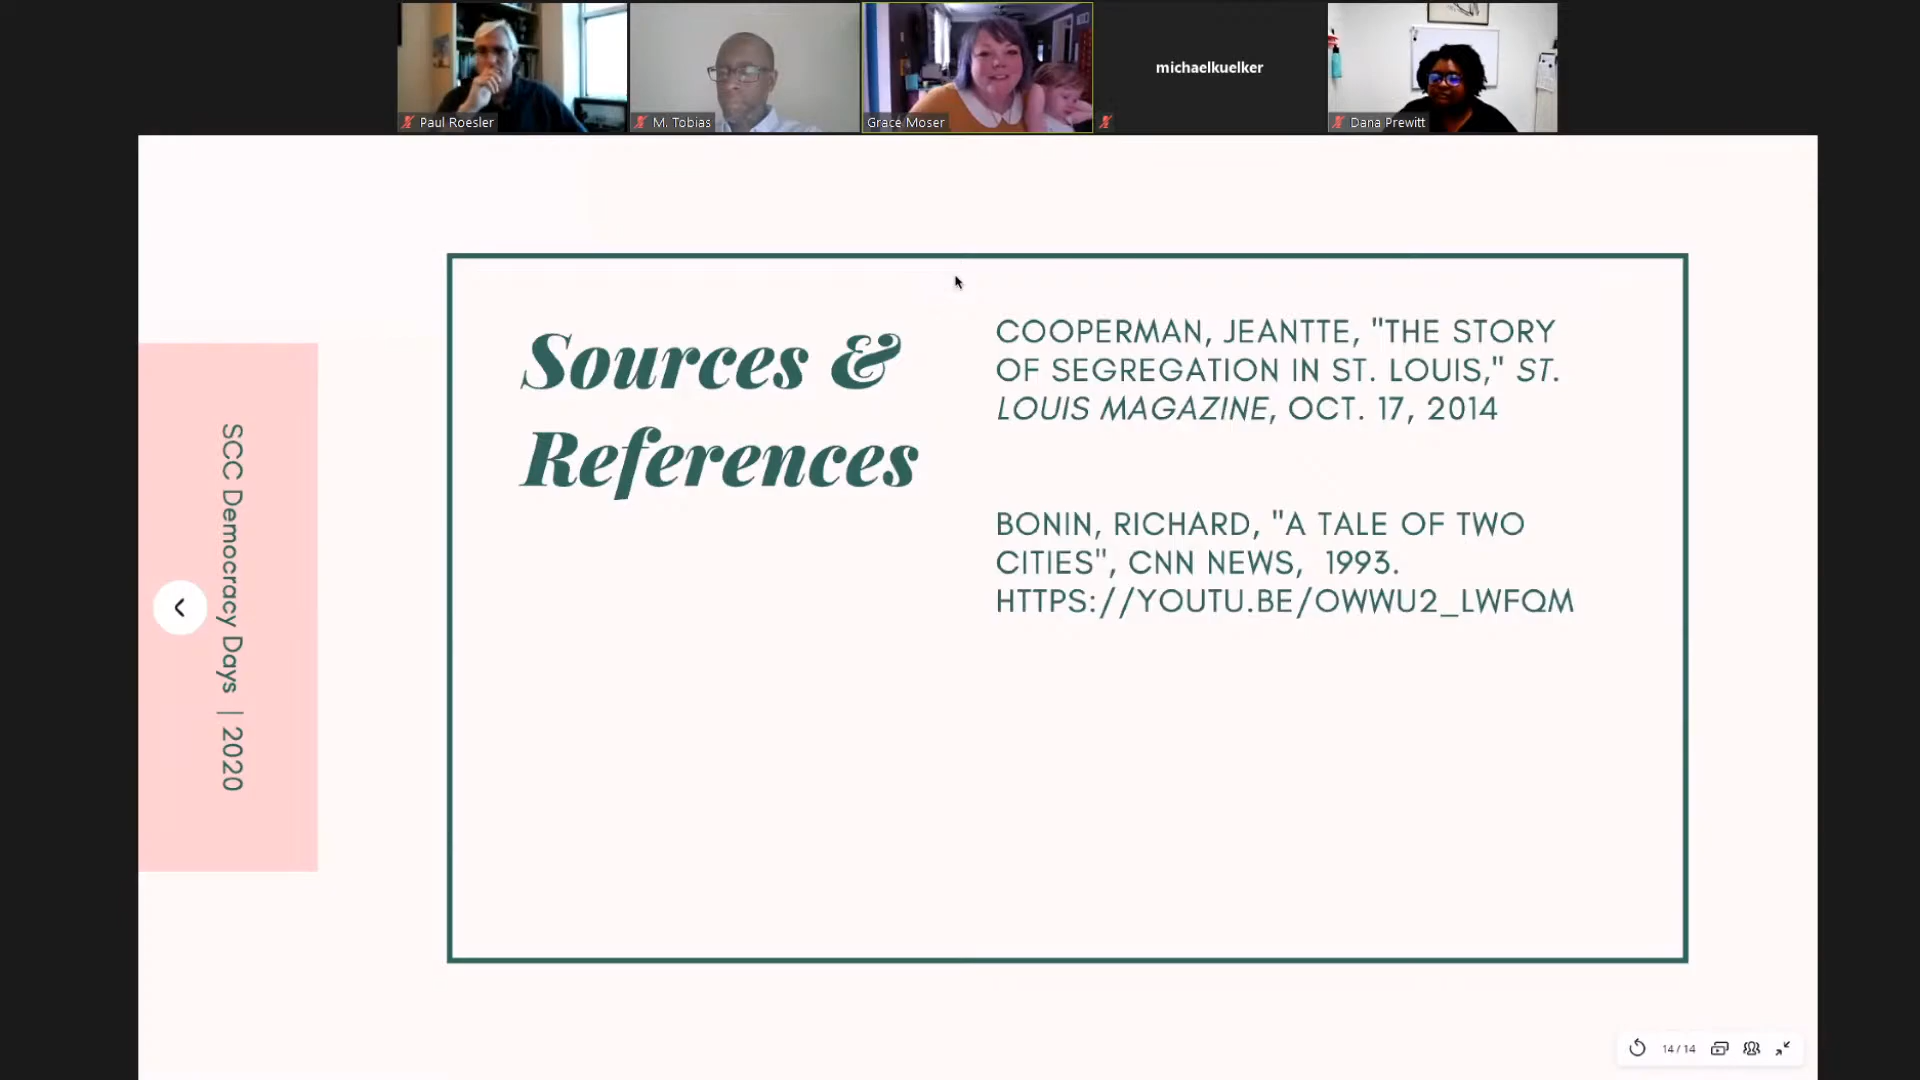 Paul Roesler
M. Tobias
Grace Moser
michaelkuelker
Dana Prewitt
SCC Democracy Days | 2020
Sources &
References
COOPERMAN, JEANTTE, "THE STORY
OF SEGREGATION IN ST. LOUIS," ST.
LOUIS MAGAZINE, OCT. 17, 2014
BONIN, RICHARD, "A TALE OF TWO
CITIES", CNN NEWS, 1993.
HTTPS://YOUTU.BE/OWWU2_LWFQM
14/14